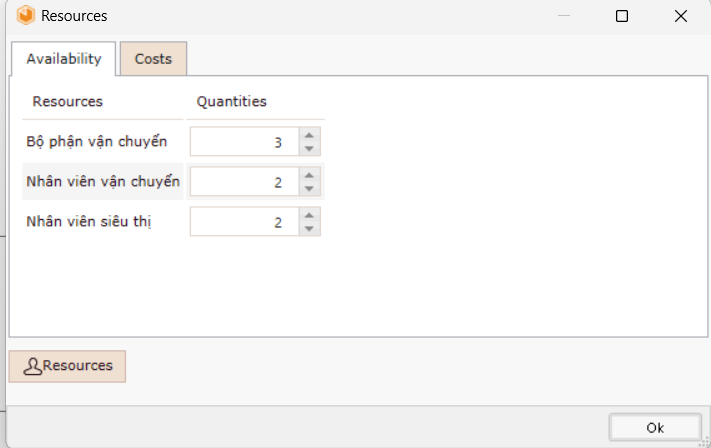 Resources
Availability Costs
Resources Quantities
Bộ phận vận chuyển 3
Nhân viên vận chuyển 2
Nhân viên siêu thị 2
Resources
Ok